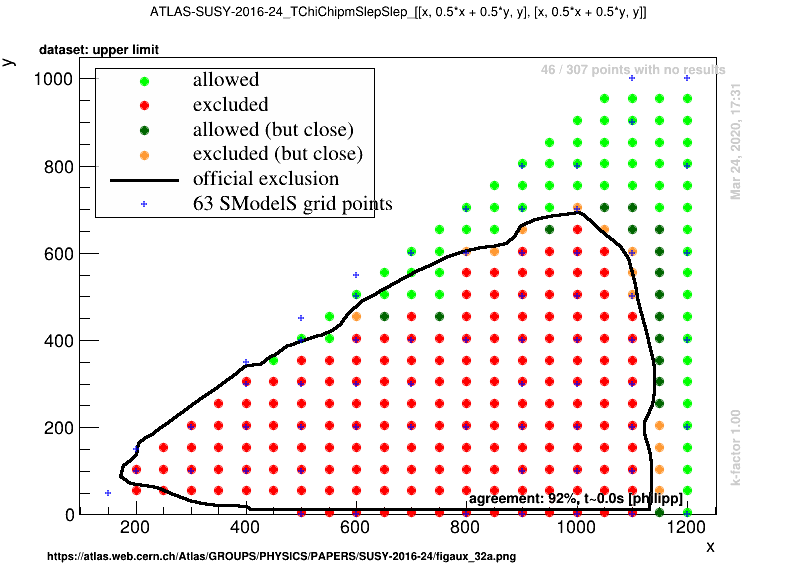 ATLAS-SUSY-2016-24_TChiChipmSlepSlep_[[x, 0.5*x + 0.5*y, y], [x, 0.5*x + 0.5*y, y]]
dataset: upper limit
46 / 307 points with no results
allowed
excluded
allowed (but close)
excluded (but close)
official exclusion
63 SModelS grid points
y
1000
800
600
400
200
0
200
400
600
800
1000
1200
x
agreement: 92%, t~0.0s [philipp]
Mar 24, 2020, 17:31
k-factor 1.00
https://atlas.web.cern.ch/Atlas/GROUPS/PHYSICS/PAPERS/SUSY-2016-24/figaux_32a.png